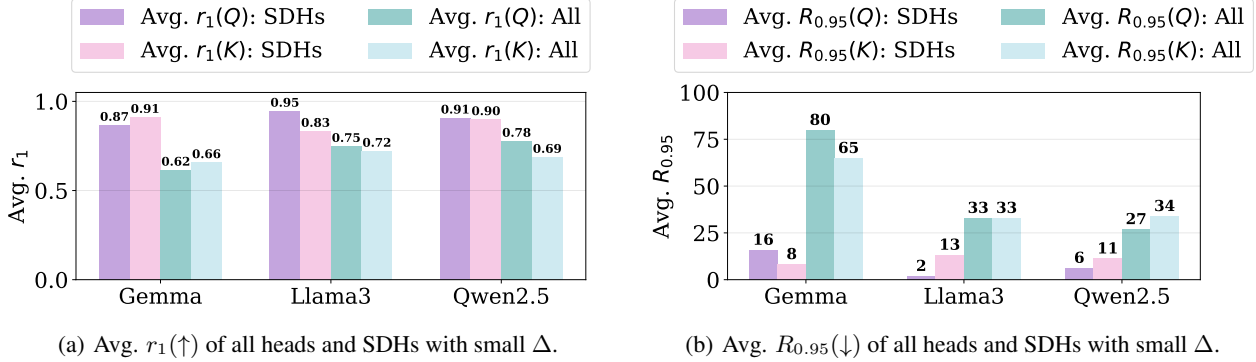 Avg. r₁(Q): SDHs Avg. r₁(Q): All
Avg. r₁(K): SDHs Avg. r₁(K): All
1.0
0.5
0.0
Avg. r₁
0.87 0.91 0.62 0.66
0.95 0.83 0.75 0.72
0.91 0.90 0.78 0.69
Gemma Llama3 Qwen2.5
(a) Avg. r₁(↑) of all heads and SDHs with small Δ.
Avg. R₀.₉₅(Q): SDHs Avg. R₀.₉₅(Q): All
Avg. R₀.₉₅(K): SDHs Avg. R₀.₉₅(K): All
100
75
50
25
0
Avg. R₀.₉₅
16 8 80 65
2 13 33 33
6 11 27 34
Gemma Llama3 Qwen2.5
(b) Avg. R₀.₉₅(↓) of all heads and SDHs with small Δ.